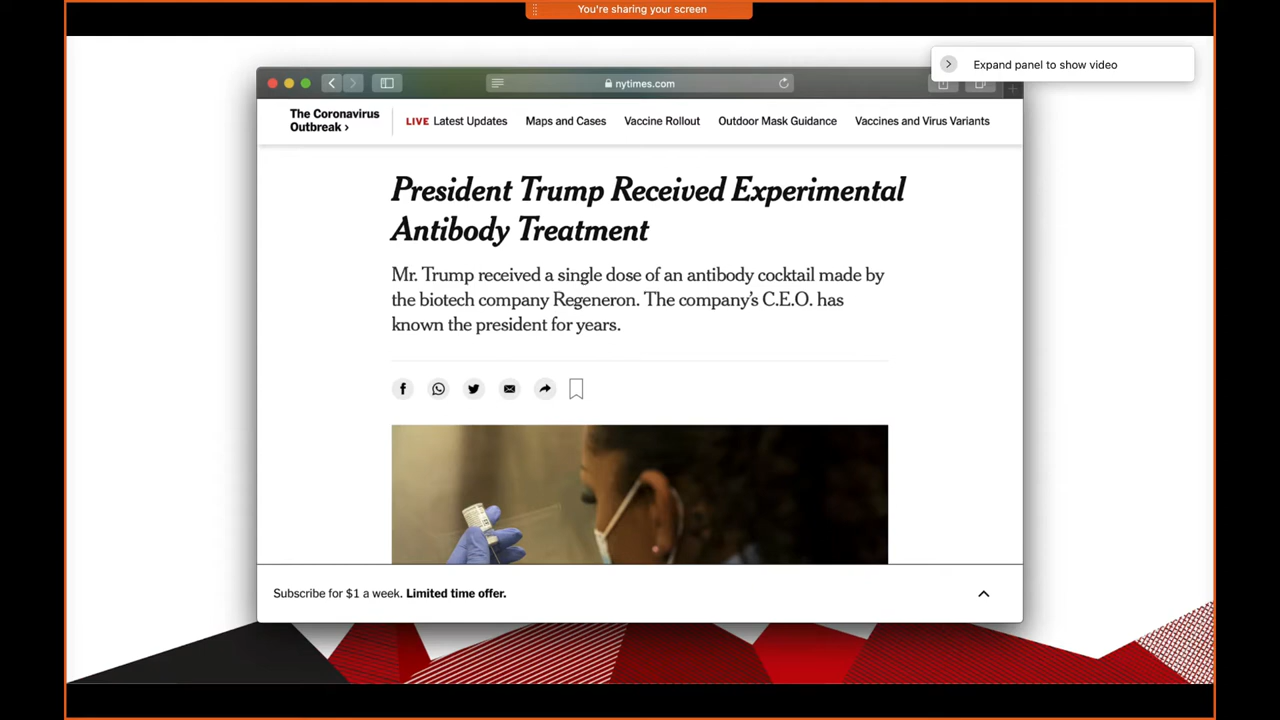 You're sharing your screen
Expand panel to show video
nytimes.com
The Coronavirus
Outbreak ›
LIVE Latest Updates
Maps and Cases
Vaccine Rollout
Outdoor Mask Guidance
Vaccines and Virus Variants
President Trump Received Experimental
Antibody Treatment
Mr. Trump received a single dose of an antibody cocktail made by
the biotech company Regeneron. The company's C.E.O. has
known the president for years.
Subscribe for $1 a week. Limited time offer.